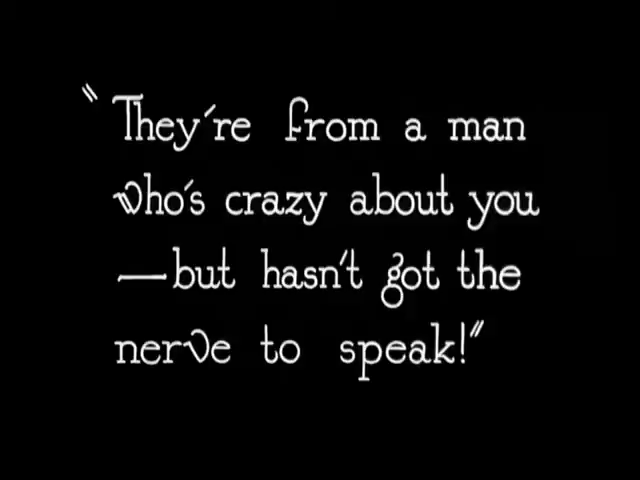 "They're from a man
who's crazy about you
—but hasn't got the
nerve to speak!"